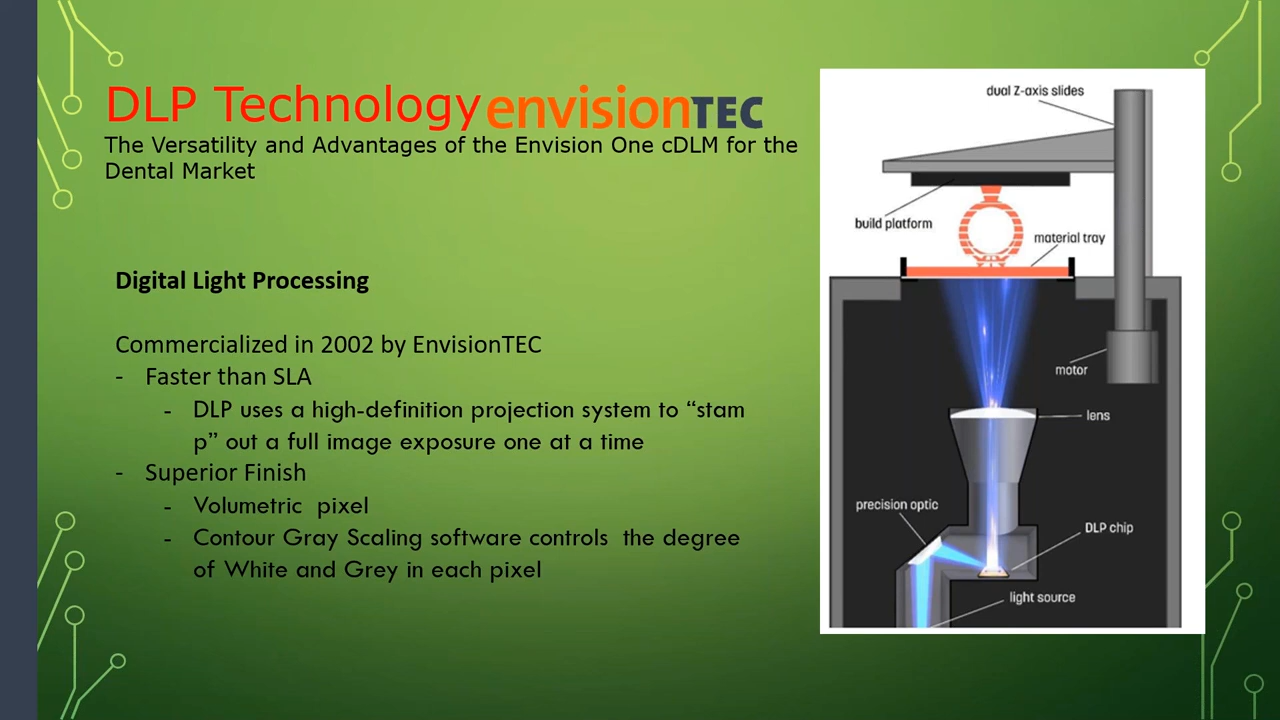 DLP Technology envisionTEC
The Versatility and Advantages of the Envision One cDLM for the
Dental Market
Digital Light Processing
Commercialized in 2002 by EnvisionTEC
- Faster than SLA
- DLP uses a high-definition projection system to “stam
p” out a full image exposure one at a time
- Superior Finish
- Volumetric pixel
- Contour Gray Scaling software controls the degree
of White and Grey in each pixel
dual Z-axis slides
build platform
material tray
motor
lens
precision optic
DLP chip
light source